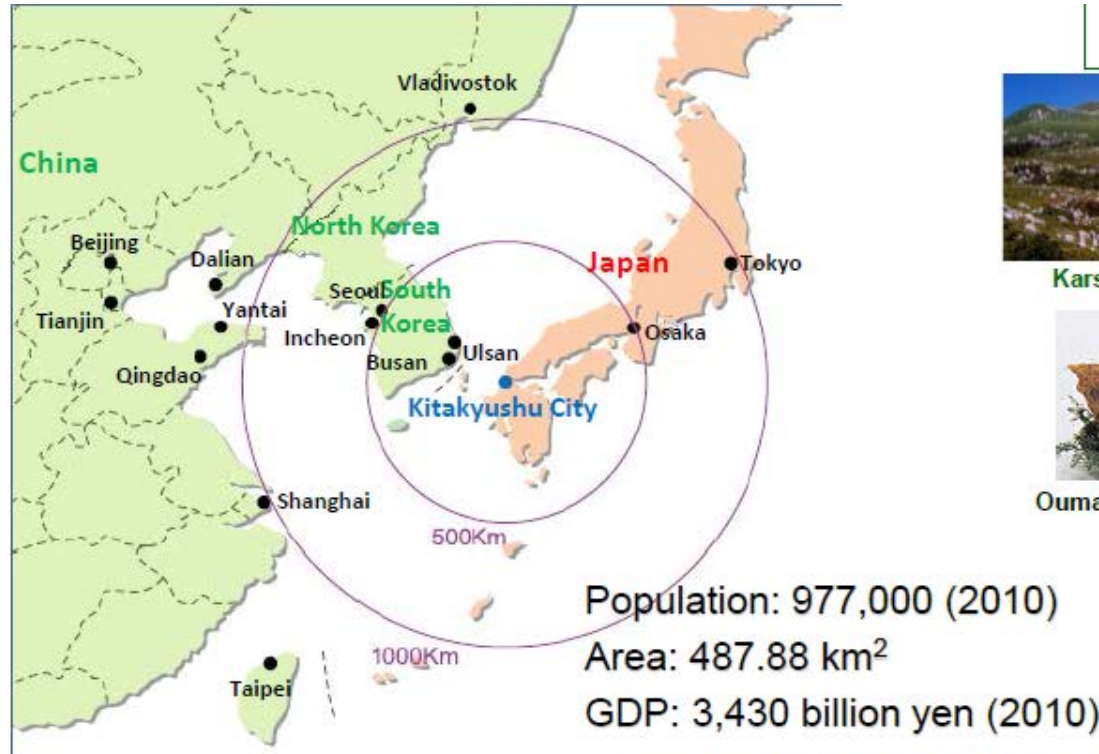 Vladivostok
China
North Korea
Beijing
Dalian
Japan
Tokyo
Seoul
South
Korea
Tianjin
Yantai
Incheon
Osaka
Ulsan
Busan
Qingdao
Kitakyushu City
Shanghai
500Km
1000Km
Taipei
Population: 977,000 (2010)
Area: 487.88 km²
GDP: 3,430 billion yen (2010)
Kars
Ouma